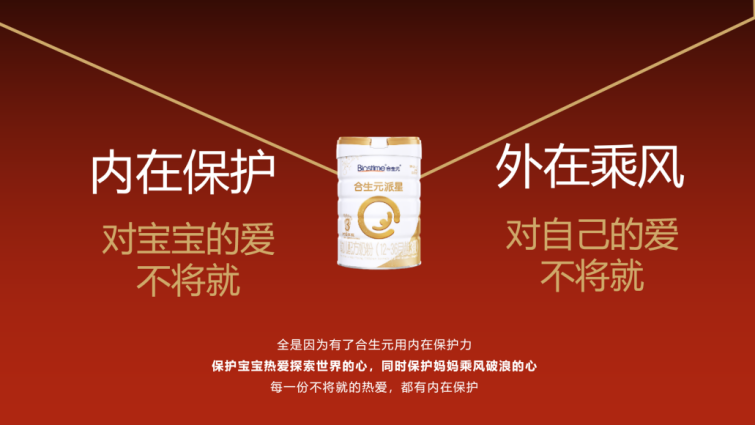 内在保护
对宝宝的爱
不将就
外在乘风
对自己的爱
不将就
Biostime 合生元
合生元派星
3
全是因为有了合生元用内在保护力
保护宝宝热爱探索世界的心，同时保护妈妈乘风破浪的心
每一份不将就的热爱，都有内在保护